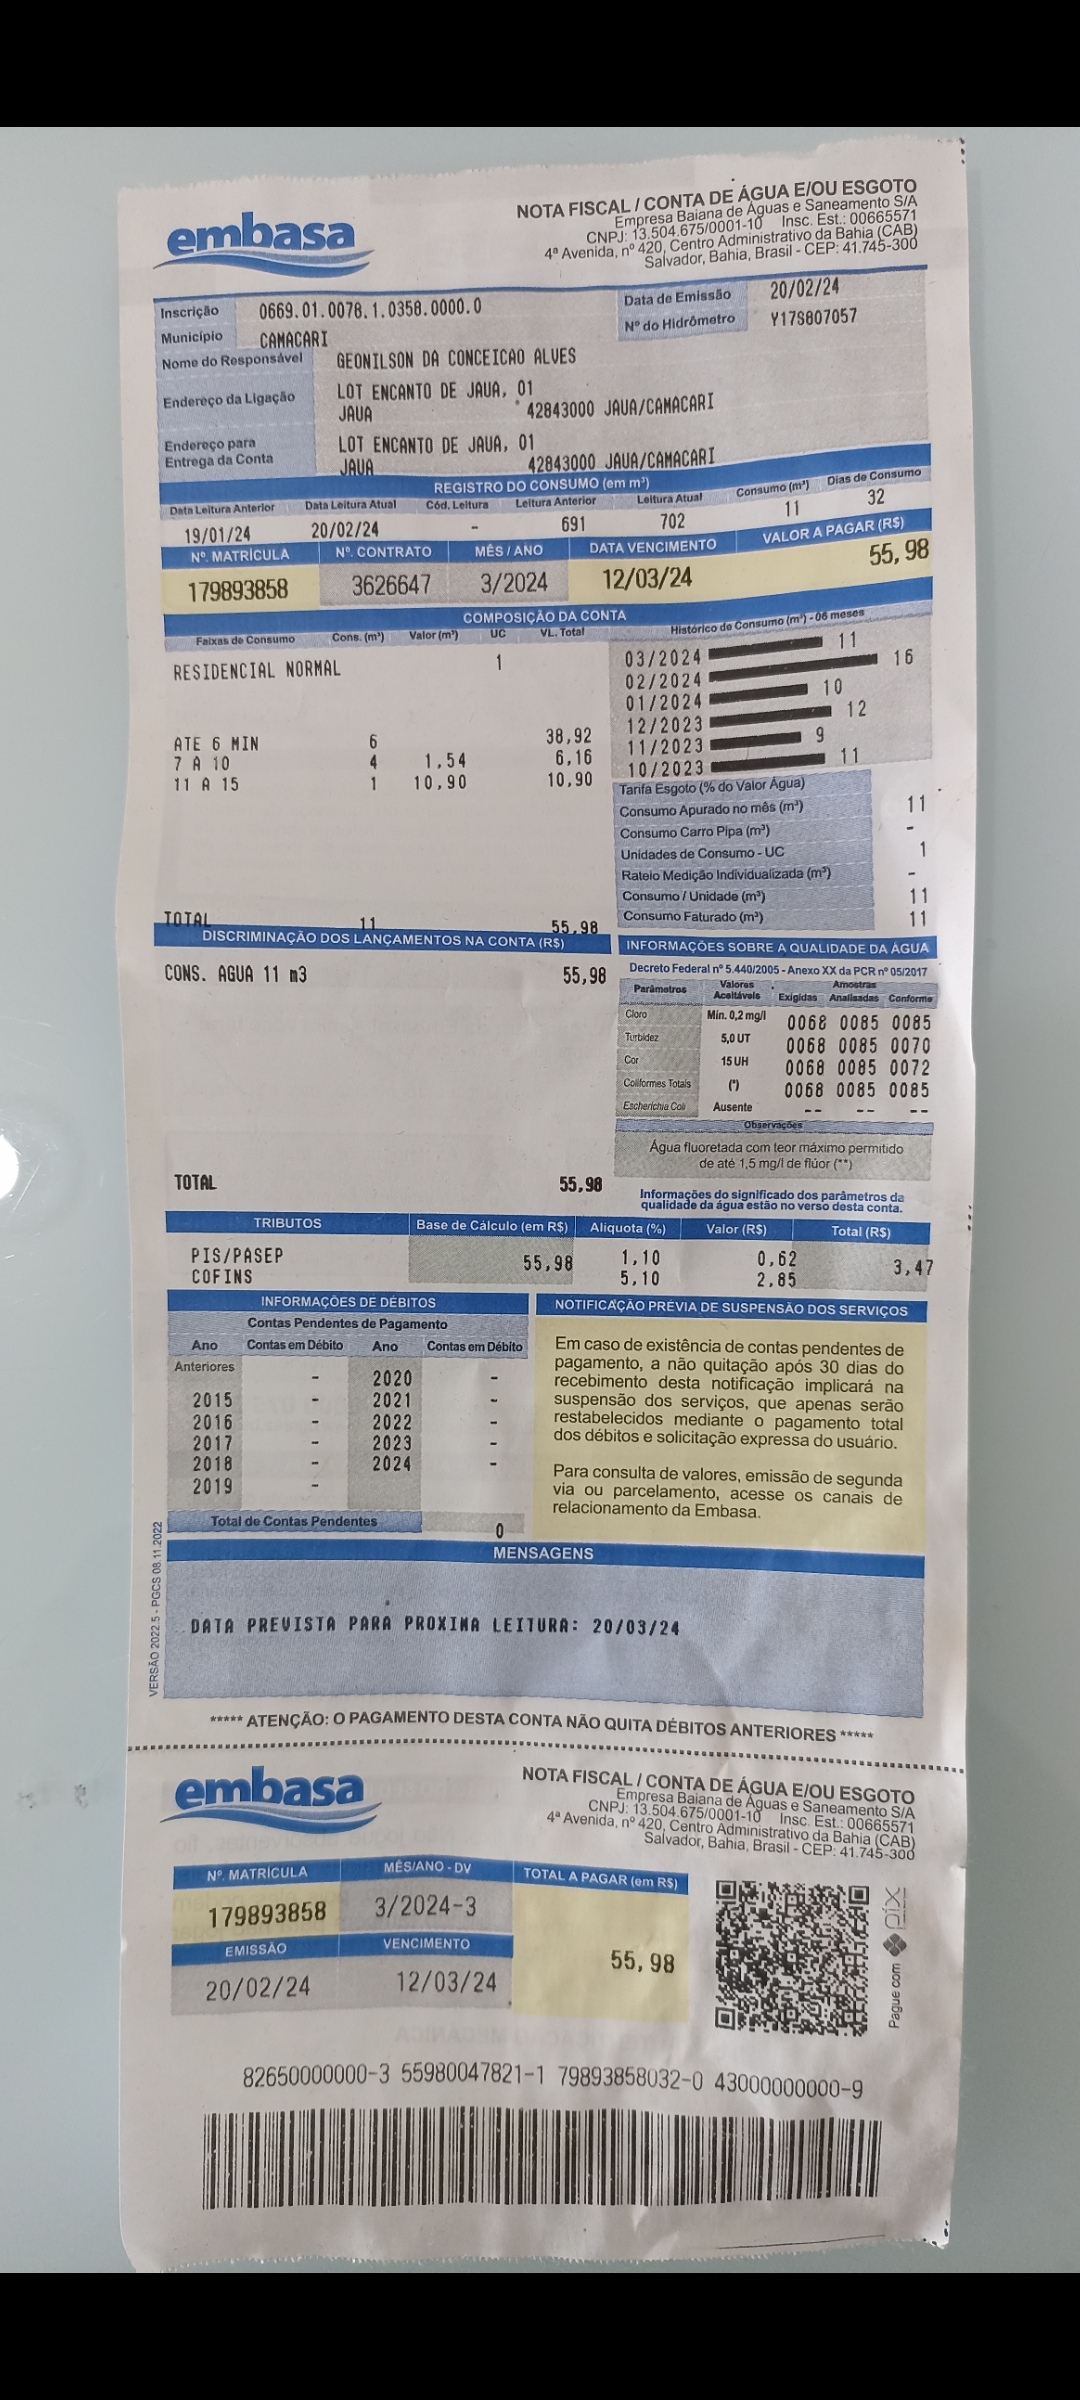 embasa
NOTA FISCAL / CONTA DE ÁGUA E/OU ESGOTO
Empresa Baiana de Águas e Saneamento S/A
CNPJ: 13.504.675/0001-10 Insc. Est.: 00665571
4ª Avenida, nº 420, Centro Administrativo da Bahia (CAB)
Salvador, Bahia, Brasil - CEP: 41.745-300
Inscrição 0669.01.0078.1.0358.0000.0 Data de Emissão 20/02/24
Município CAMACARI Nº do Hidrômetro Y17S807057
Nome do Responsável GEONILSON DA CONCEICAO ALVES
Endereço da Ligação LOT ENCANTO DE JAUA, 01
JAUA 42843000 JAUA/CAMACARI
Endereço para Entrega da Conta LOT ENCANTO DE JAUA, 01
JAUA 42843000 JAUA/CAMACARI
REGISTRO DO CONSUMO (em m³)
Data Leitura Anterior Data Leitura Atual Cód. Leitura Leitura Anterior Leitura Atual Consumo (m³) Dias de Consumo
19/01/24 20/02/24 - 691 702 11 32
Nº. MATRÍCULA Nº. CONTRATO MÊS / ANO DATA VENCIMENTO VALOR A PAGAR (R$)
179893858 3626647 3/2024 12/03/24 55,98
COMPOSIÇÃO DA CONTA
Faixas de Consumo Cons. (m³) Valor (m³) UC VL. Total
RESIDENCIAL NORMAL 1
ATE 6 MIN 6 38,92
7 A 10 4 1,54 6,16
11 A 15 1 10,90 10,90
TOTAL 11 55,98
Histórico de Consumo (m³) - 06 meses
03/2024 11
02/2024 16
01/2024 10
12/2023 12
11/2023 9
10/2023 11
Tarifa Esgoto (% do Valor Água)
Consumo Apurado no mês (m³) 11
Consumo Carro Pipa (m³) -
Unidades de Consumo - UC 1
Rateio Medição Individualizada (m³) -
Consumo / Unidade (m³) 11
Consumo Faturado (m³) 11
DISCRIMINAÇÃO DOS LANÇAMENTOS NA CONTA (R$)
CONS. AGUA 11 m3 55,98
TOTAL 55,98
INFORMAÇÕES SOBRE A QUALIDADE DA ÁGUA
Decreto Federal nº 5.440/2005 - Anexo XX da PCR nº 05/2017
Parâmetros Valores Aceitáveis Amostras
Exigidas Analisadas Conforme
Cloro Min. 0,2 mg/l 0068 0085 0085
Turbidez 5,0 UT 0068 0085 0070
Cor 15 UH 0068 0085 0072
Coliformes Totais (*) 0068 0085 0085
Escherichia Coli Ausente -- -- --
Observações
Água fluoretada com teor máximo permitido
de até 1,5 mg/l de flúor (**)
Informações do significado dos parâmetros da
qualidade da água estão no verso desta conta.
TRIBUTOS Base de Cálculo (em R$) Alíquota (%) Valor (R$) Total (R$)
PIS/PASEP 55,98 1,10 0,62 3,47
COFINS 5,10 2,85
INFORMAÇÕES DE DÉBITOS
Contas Pendentes de Pagamento
Ano Contas em Débito Ano Contas em Débito
Anteriores - 2020 -
2015 - 2021 -
2016 - 2022 -
2017 - 2023 -
2018 - 2024 -
2019 -
Total de Contas Pendentes 0
NOTIFICAÇÃO PRÉVIA DE SUSPENSÃO DOS SERVIÇOS
Em caso de existência de contas pendentes de
pagamento, a não quitação após 30 dias do
recebimento desta notificação implicará na
suspensão dos serviços, que apenas serão
restabelecidos mediante o pagamento total
dos débitos e solicitação expressa do usuário.
Para consulta de valores, emissão de segunda
via ou parcelamento, acesse os canais de
relacionamento da Embasa.
MENSAGENS
DATA PREVISTA PARA PROXIMA LEITURA: 20/03/24
VERSÃO 2022.5 - PGCS 08.11.2022
***** ATENÇÃO: O PAGAMENTO DESTA CONTA NÃO QUITA DÉBITOS ANTERIORES *****
embasa
NOTA FISCAL / CONTA DE ÁGUA E/OU ESGOTO
Empresa Baiana de Águas e Saneamento S/A
CNPJ: 13.504.675/0001-10 Insc. Est.: 00665571
4ª Avenida, nº 420, Centro Administrativo da Bahia (CAB)
Salvador, Bahia, Brasil - CEP: 41.745-300
Nº. MATRÍCULA MÊS/ANO - DV TOTAL A PAGAR (em R$)
179893858 3/2024-3 55,98
EMISSÃO VENCIMENTO
20/02/24 12/03/24
Pague com pix
82650000000-3 55980047821-1 79893858032-0 43000000000-9